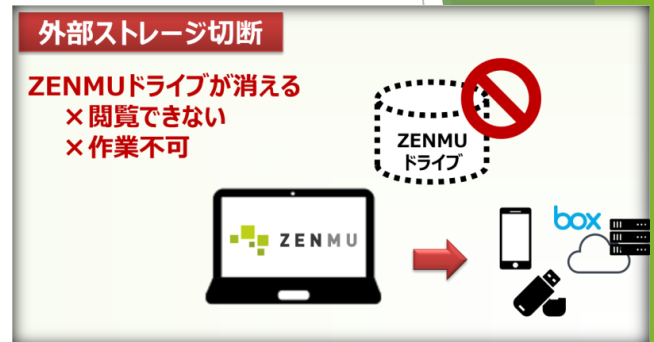 外部ストレージ切断
ZENMUドライブが消える
×閲覧できない
×作業不可
ZENMU
ドライブ
ZENMU
box